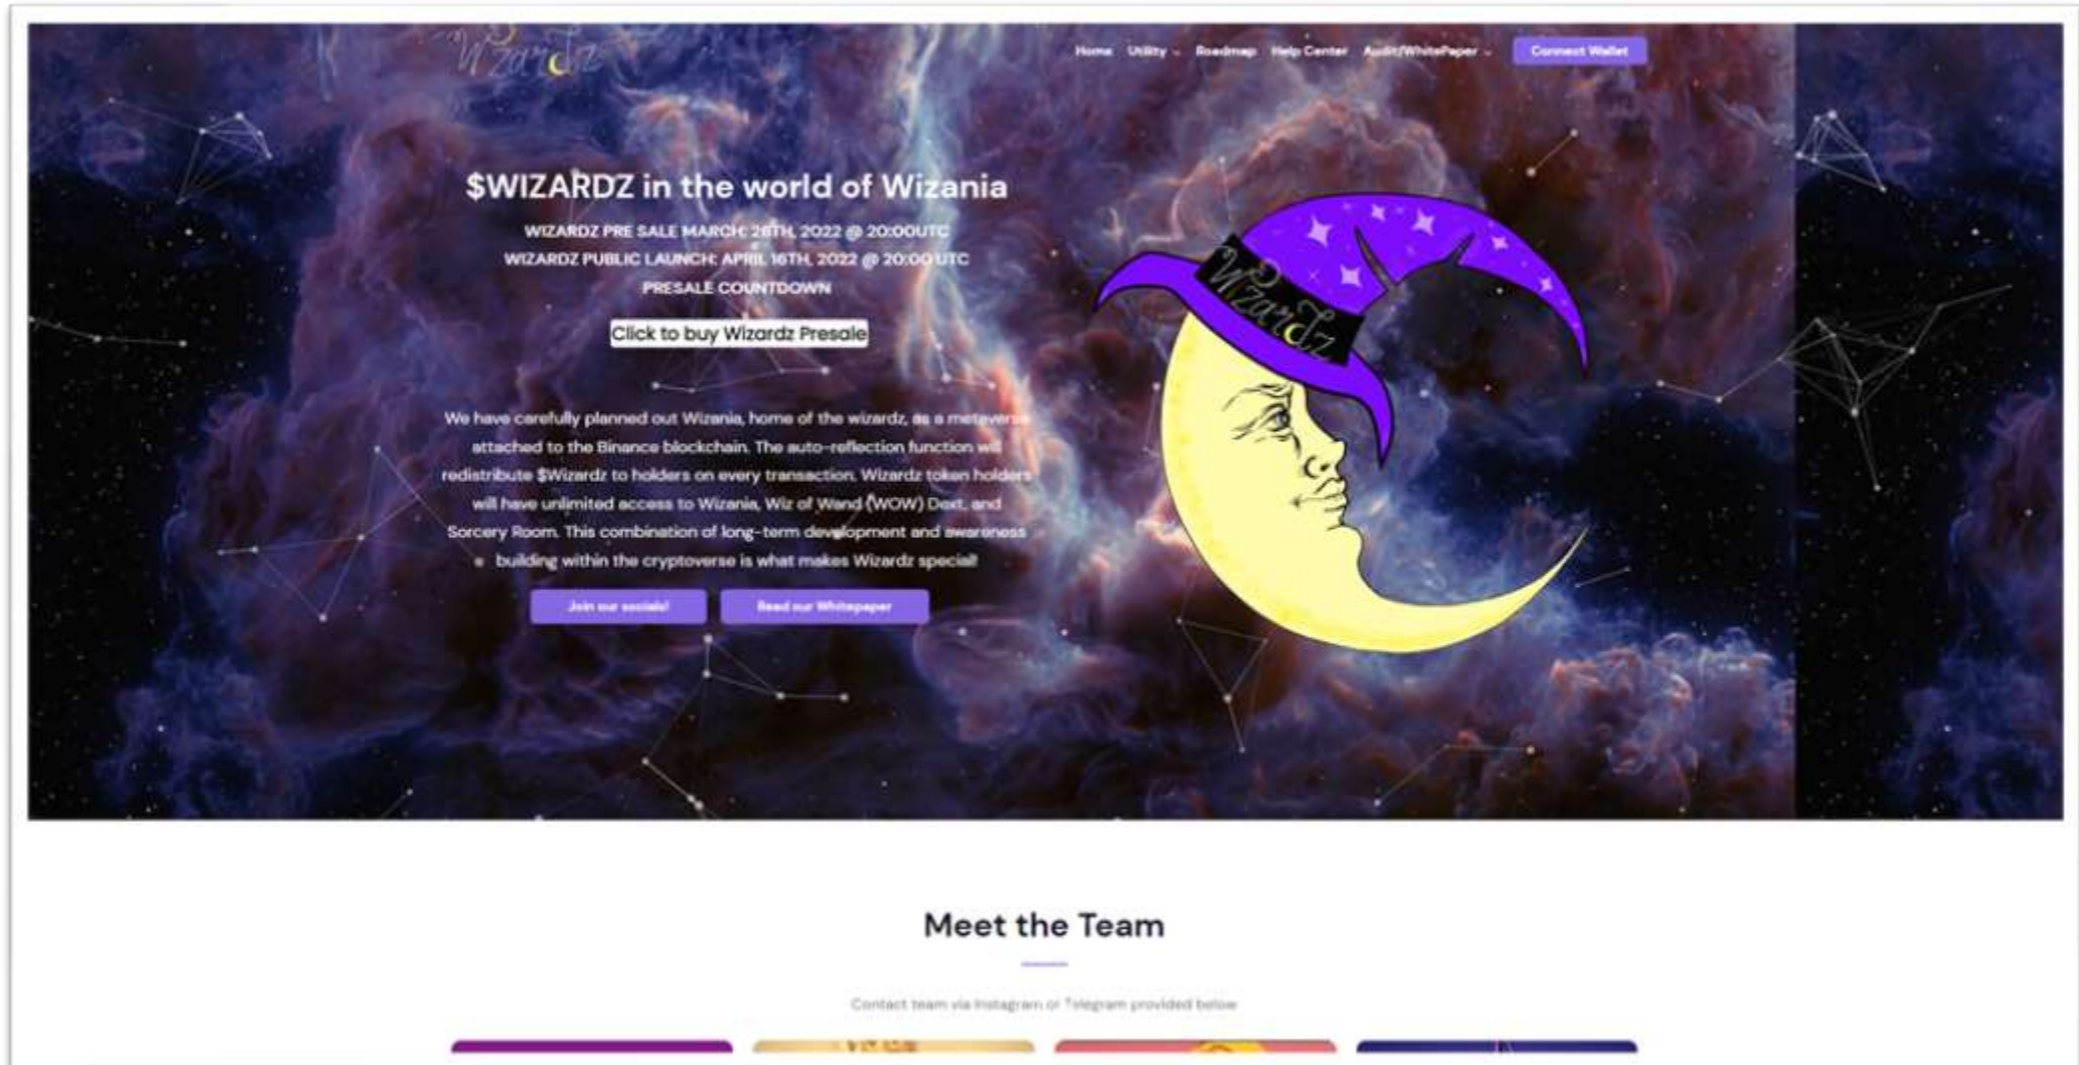 Wizardz
Home Utility Roadmap Help Center Audit/WhitePaper Connect Wallet
$WIZARDZ in the world of Wizania
WIZARDZ PRE SALE MARCH: 26TH, 2022 @ 20:00UTC
WIZARDZ PUBLIC LAUNCH: APRIL 16TH, 2022 @ 20:00 UTC
PRESALE COUNTDOWN
Click to buy Wizardz Presale
Wizardz
We have carefully planned out Wizania, home of the wizardz, as a metaverse
attached to the Binance blockchain. The auto-reflection function will
redistribute $Wizardz to holders on every transaction. Wizardz token holders
will have unlimited access to Wizania, Wiz of Wand (WOW) Dext, and
Sorcery Room. This combination of long-term development and awareness
building within the cryptoverse is what makes Wizardz special!
Join our socials! Read our Whitepaper
Meet the Team
Contact team via Instagram or Telegram provided below